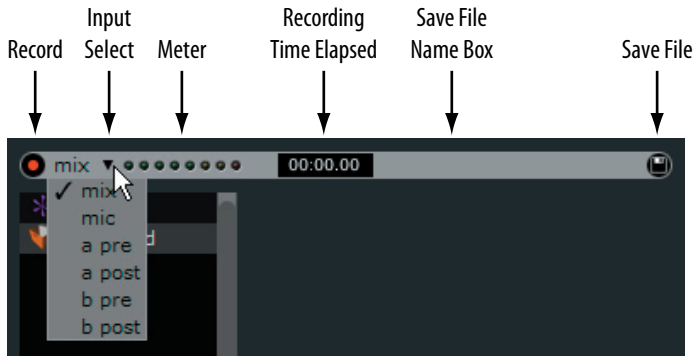 Record
Input
Select
Meter
Recording
Time Elapsed
Save File
Name Box
Save File
mix
00:00.00
mix
mic
a pre
a post
b pre
b post